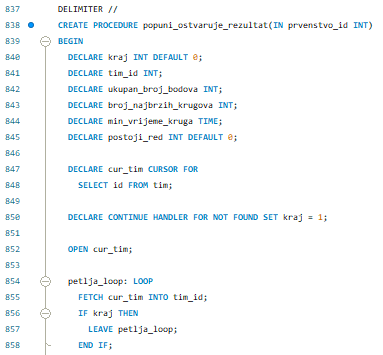 837 DELIMITER //
838 CREATE PROCEDURE popuni_ostvaruje_rezultat(IN prvenstvo_id INT)
839 BEGIN
840 DECLARE kraj INT DEFAULT 0;
841 DECLARE tim_id INT;
842 DECLARE ukupan_broj_bodova INT;
843 DECLARE broj_najbrzih_krugova INT;
844 DECLARE min_vrijeme_kruga TIME;
845 DECLARE postoji_red INT DEFAULT 0;
846
847 DECLARE cur_tim CURSOR FOR
848 SELECT id FROM tim;
849
850 DECLARE CONTINUE HANDLER FOR NOT FOUND SET kraj = 1;
851
852 OPEN cur_tim;
853
854 petlja_loop: LOOP
855 FETCH cur_tim INTO tim_id;
856 IF kraj THEN
857 LEAVE petlja_loop;
858 END IF;